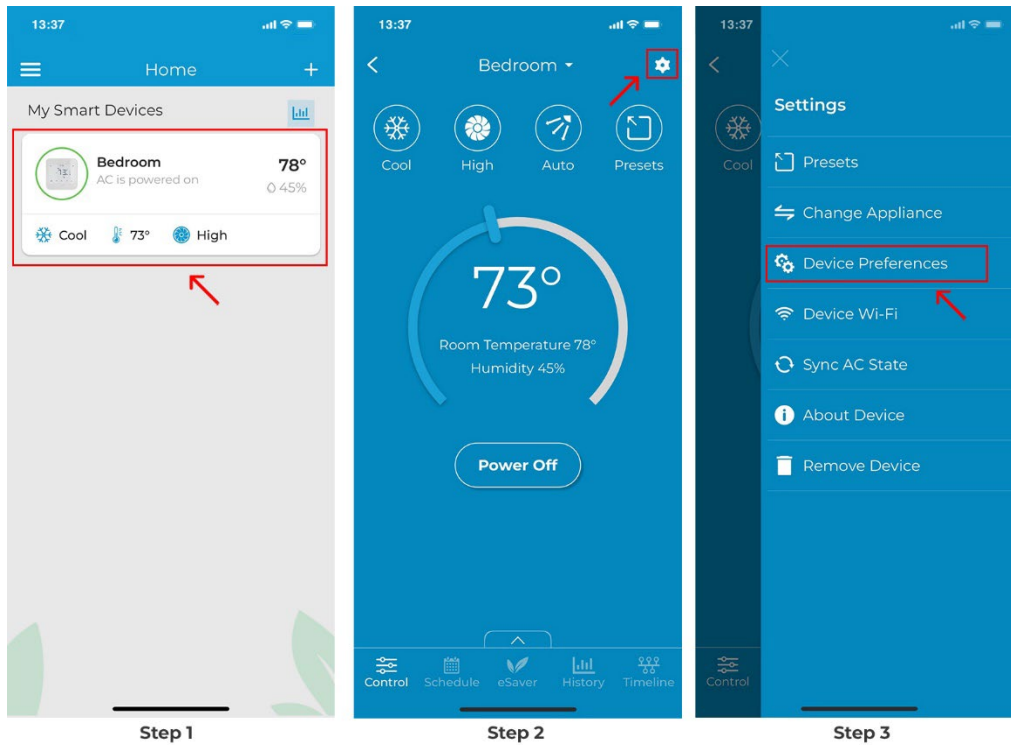 13:37
Home
+
My Smart Devices
Bedroom
78°
AC is powered on
45%
Cool
73°
High
Step 1
13:37
Bedroom
Cool
High
Auto
Presets
73°
Room Temperature 78°
Humidity 45%
Power Off
Control
Schedule
eSaver
History
Timeline
Step 2
13:37
Cool
Settings
Presets
Change Appliance
Device Preferences
Device Wi-Fi
Sync AC State
About Device
Remove Device
Control
Step 3